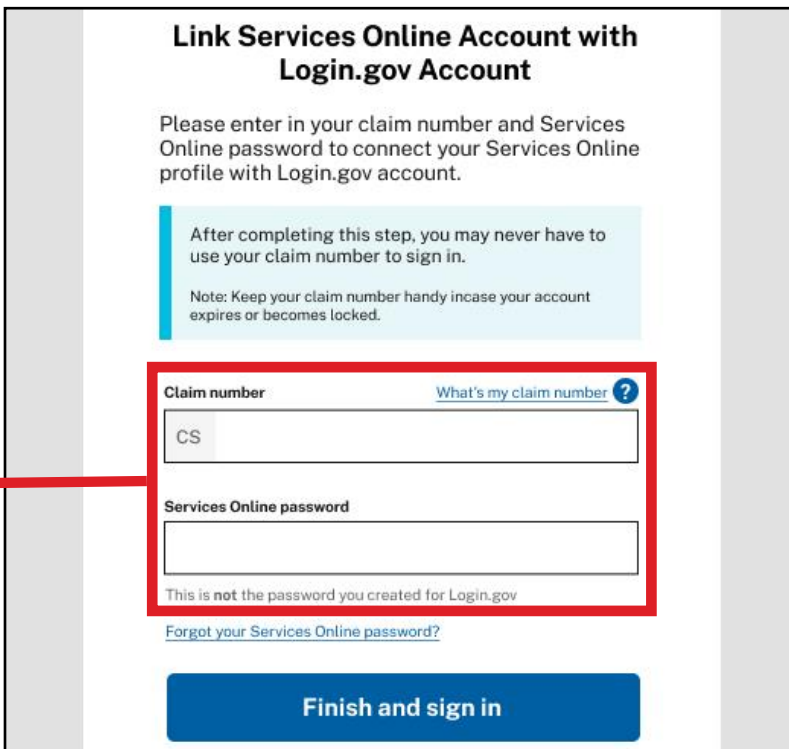 Link Services Online Account with
Login.gov Account
Please enter in your claim number and Services
Online password to connect your Services Online
profile with Login.gov account.
After completing this step, you may never have to
use your claim number to sign in.
Note: Keep your claim number handy incase your account
expires or becomes locked.
Claim number What's my claim number ?
CS
Services Online password
This is not the password you created for Login.gov
Forgot your Services Online password?
Finish and sign in